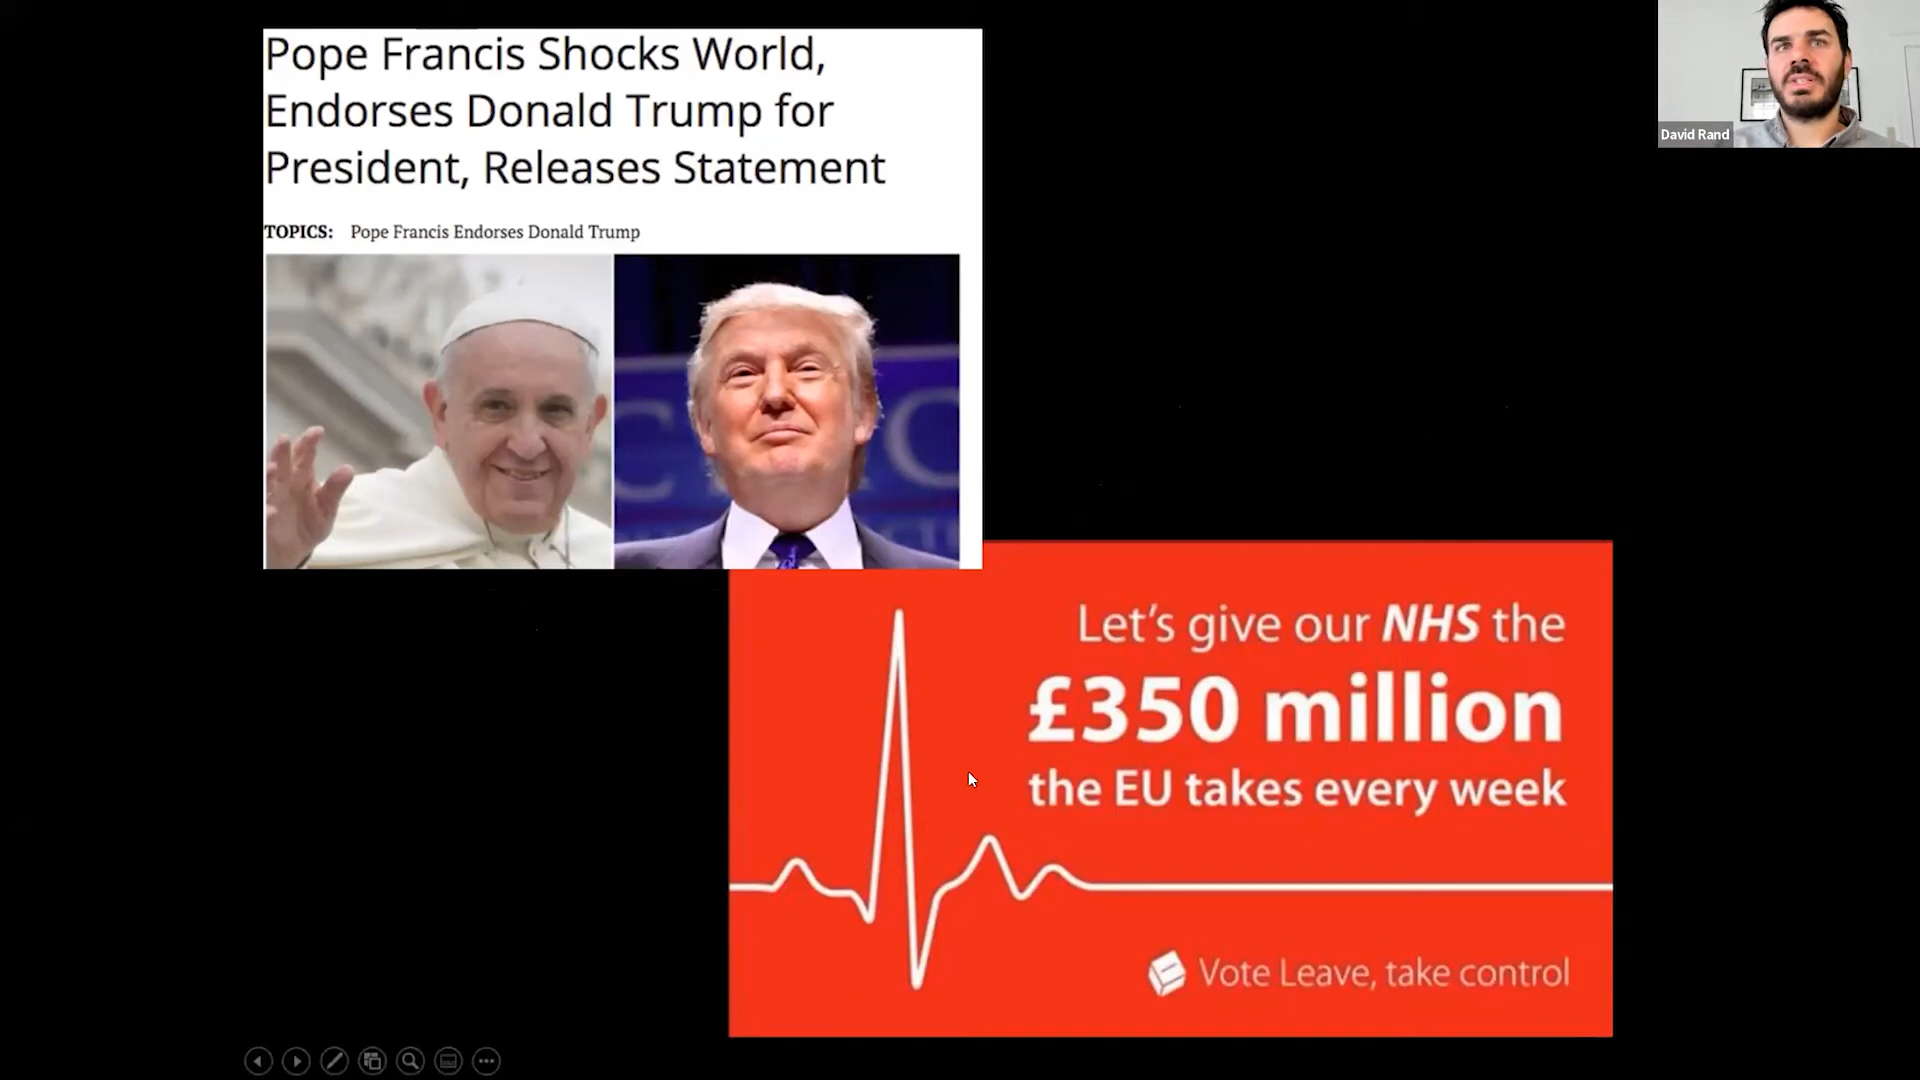 Pope Francis Shocks World,
Endorses Donald Trump for
President, Releases Statement
TOPICS: Pope Francis Endorses Donald Trump
David Rand
Let's give our NHS the
£350 million
the EU takes every week
Vote Leave, take control